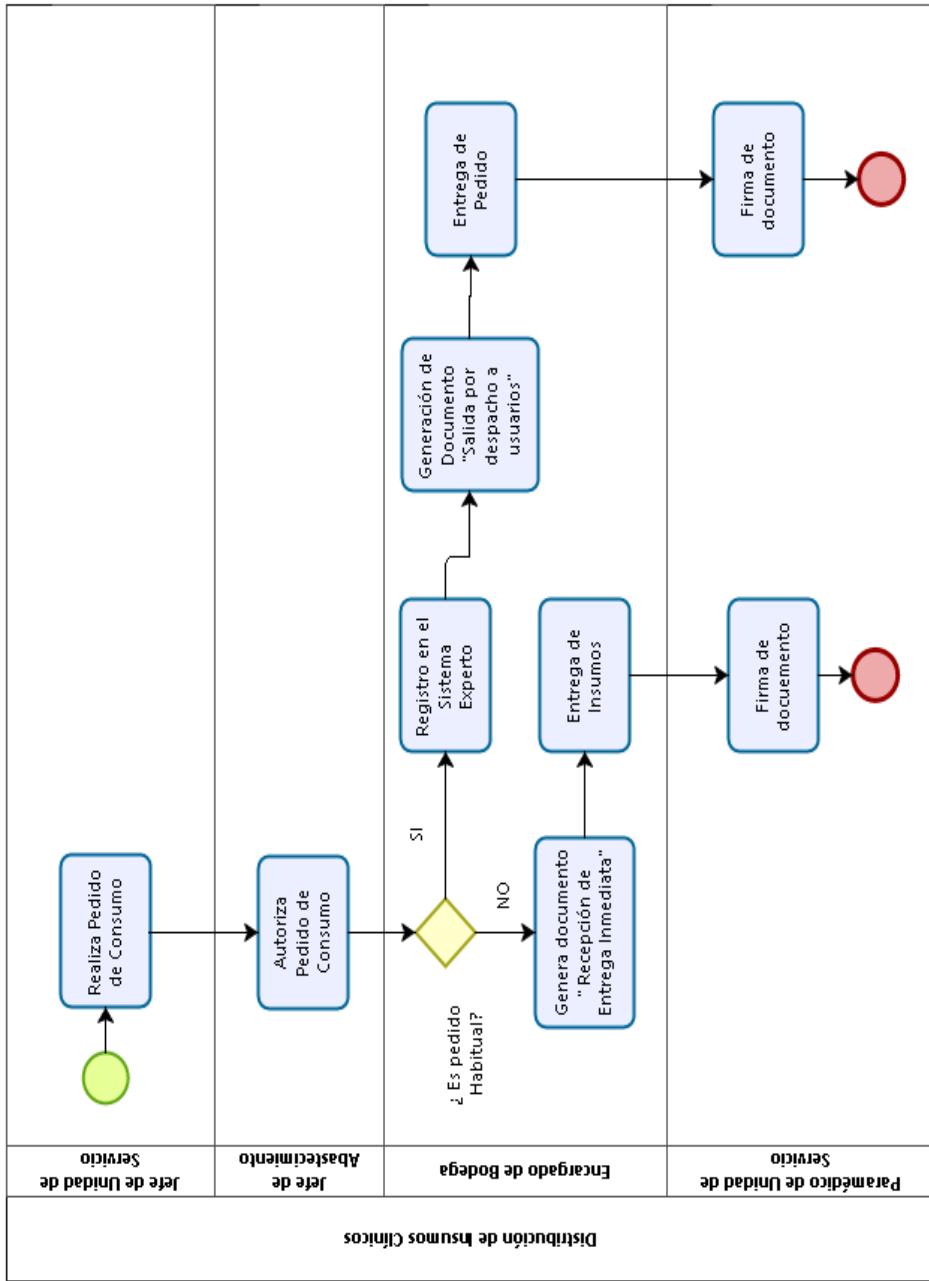 Distribución de Insumos Clínicos
Jefe de Unidad de
Servicio
Realiza Pedido
de Consumo
Jefe de
Abastecimiento
Autoriza
Pedido de
Consumo
Encargado de Bodega
¿ Es pedido
Habitual?
SI
NO
Registro en el
Sistema
Experto
Generación de
Documento
"Salida por
despacho a
usuarios"
Entrega de
Pedido
Genera documento
" Recepción de
Entrega Inmediata"
Entrega de
Insumos
Paramédico de Unidad de
Servicio
Firma de
docuemento
Firma de
documento